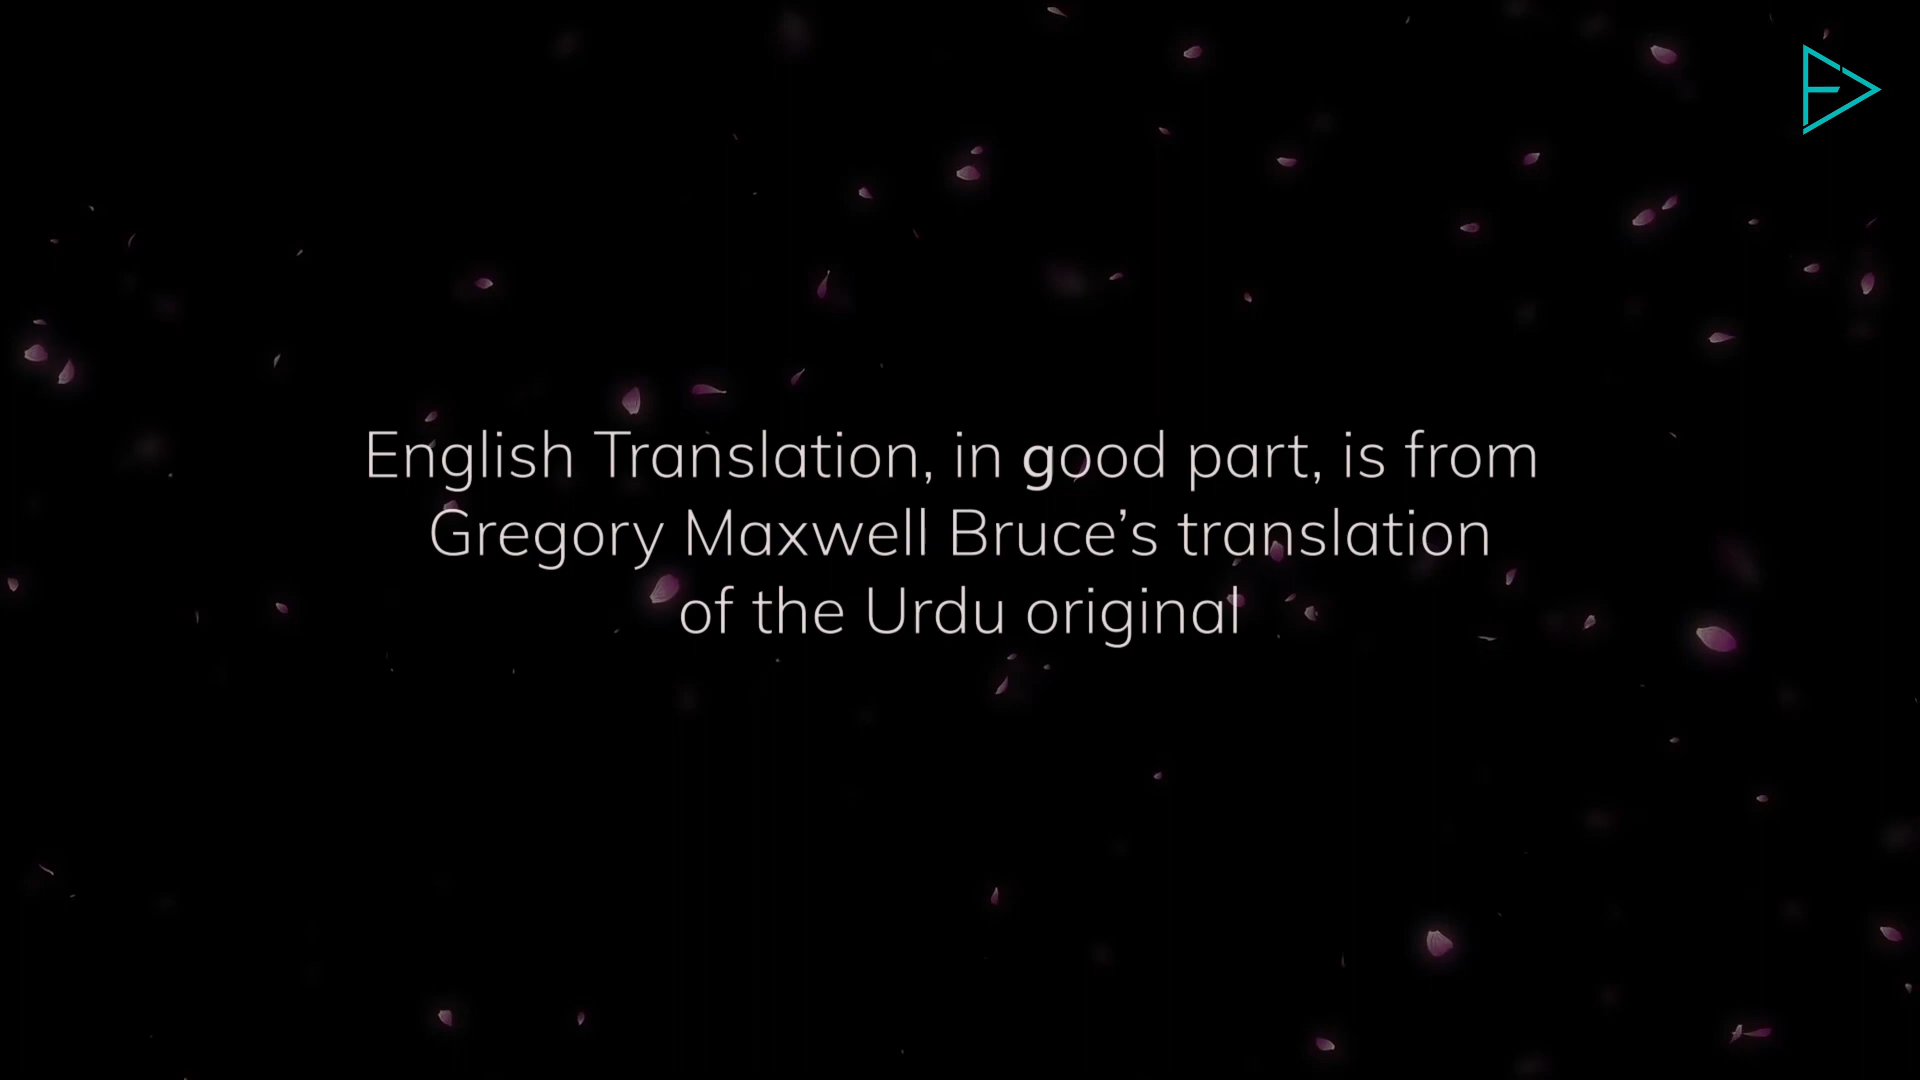 English Translation, in good part, is from
Gregory Maxwell Bruce’s translation
of the Urdu original